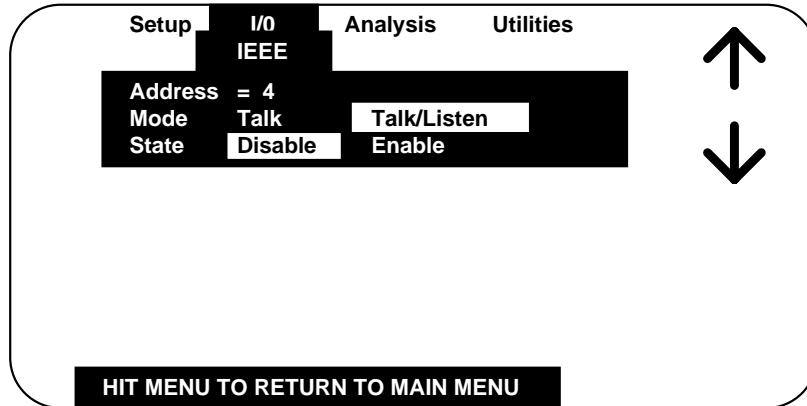 Setup I/0 Analysis Utilities
IEEE
Address = 4
Mode Talk Talk/Listen
State Disable Enable
HIT MENU TO RETURN TO MAIN MENU